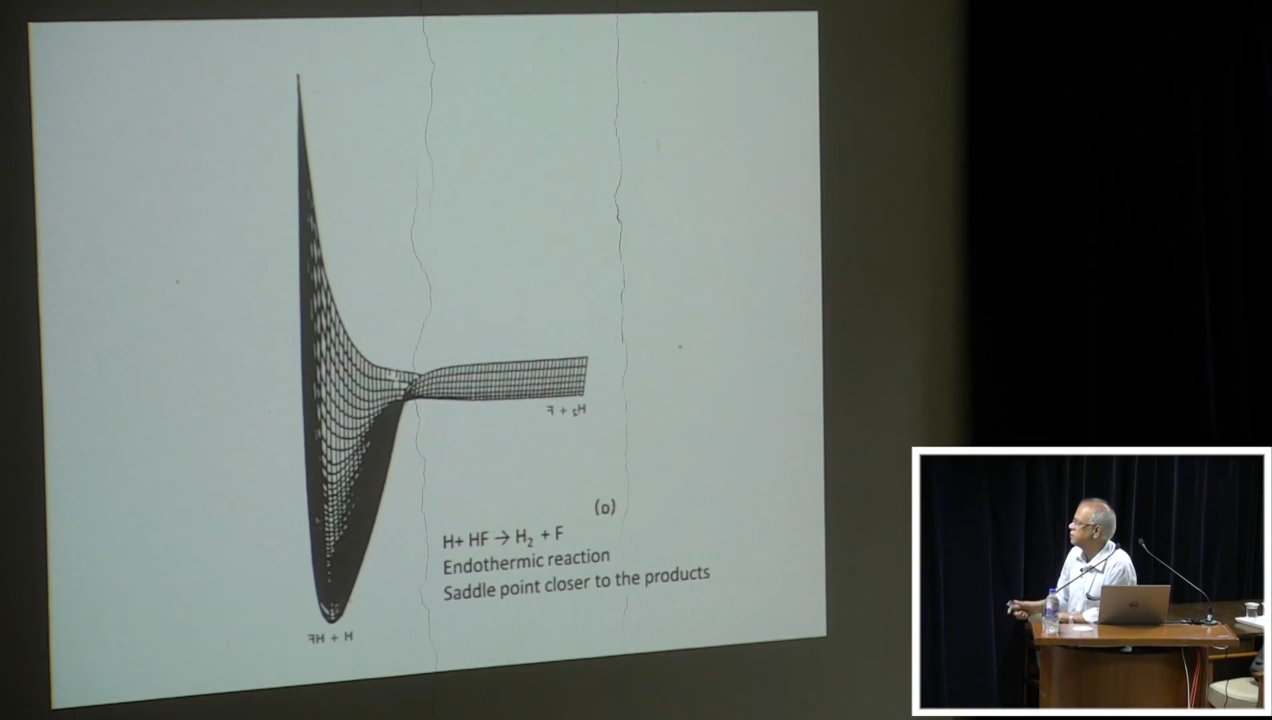 H₂ + F
(a)
H+ HF → H₂ + F
Endothermic reaction
Saddle point closer to the products
H + HF